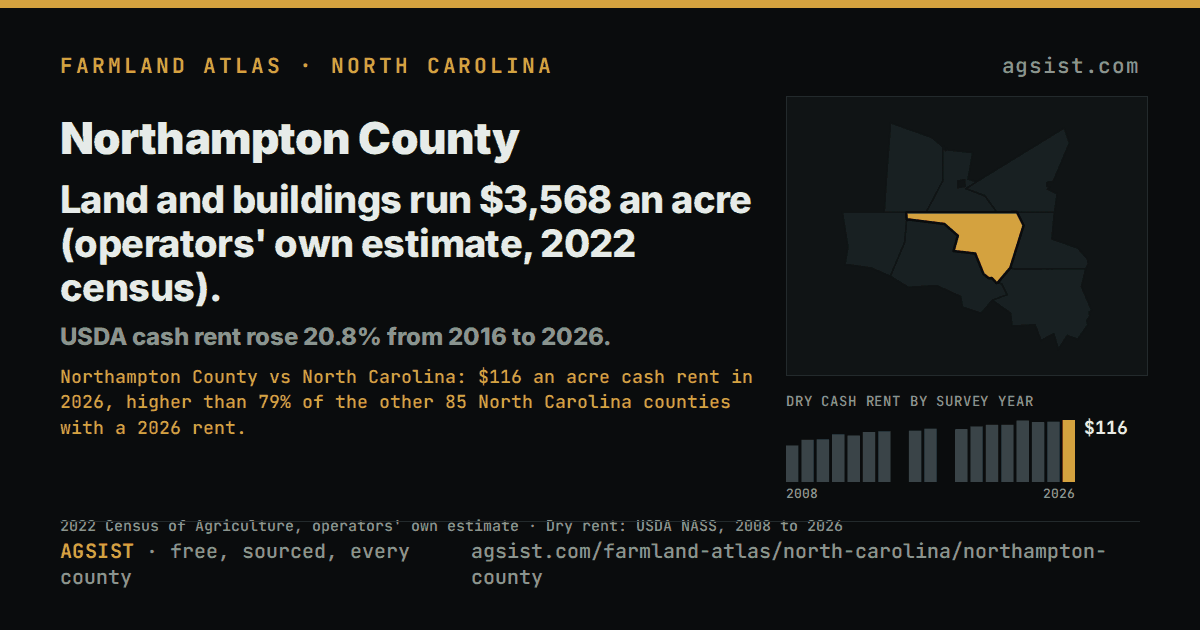 FARMLAND ATLAS · NORTH CAROLINA
agsist.com
Northampton County
Land and buildings run $3,568 an acre
(operators' own estimate, 2022
census).
USDA cash rent rose 20.8% from 2016 to 2026.
Northampton County vs North Carolina: $116 an acre cash rent in
2026, higher than 79% of the other 85 North Carolina counties
with a 2026 rent.
DRY CASH RENT BY SURVEY YEAR
$116
2008
2026
2022 Census of Agriculture, operators' own estimate · Dry rent: USDA NASS, 2008 to 2026
AGSIST · free, sourced, every
county
agsist.com/farmland-atlas/north-carolina/northampton-
county